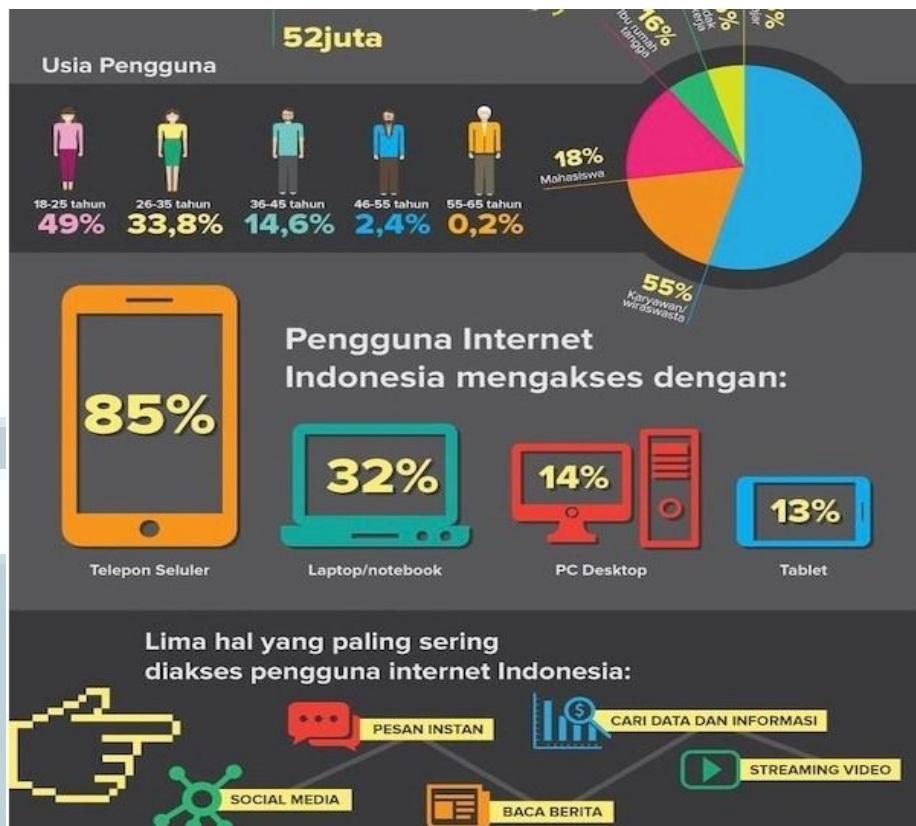 52juta
Usia Pengguna
18-25 tahun
49%
26-35 tahun
33,8%
36-45 tahun
14,6%
46-55 tahun
2,4%
55-65 tahun
0,2%
16%
Ibu rumah
tangga
18%
Mahasiswa
55%
Karyawan/
wiraswasta
Pengguna Internet
Indonesia mengakses dengan:
85%
Telepon Seluler
32%
Laptop/notebook
14%
PC Desktop
13%
Tablet
Lima hal yang paling sering
diakses pengguna internet Indonesia:
SOCIAL MEDIA
PESAN INSTAN
BACA BERITA
CARI DATA DAN INFORMASI
STREAMING VIDEO